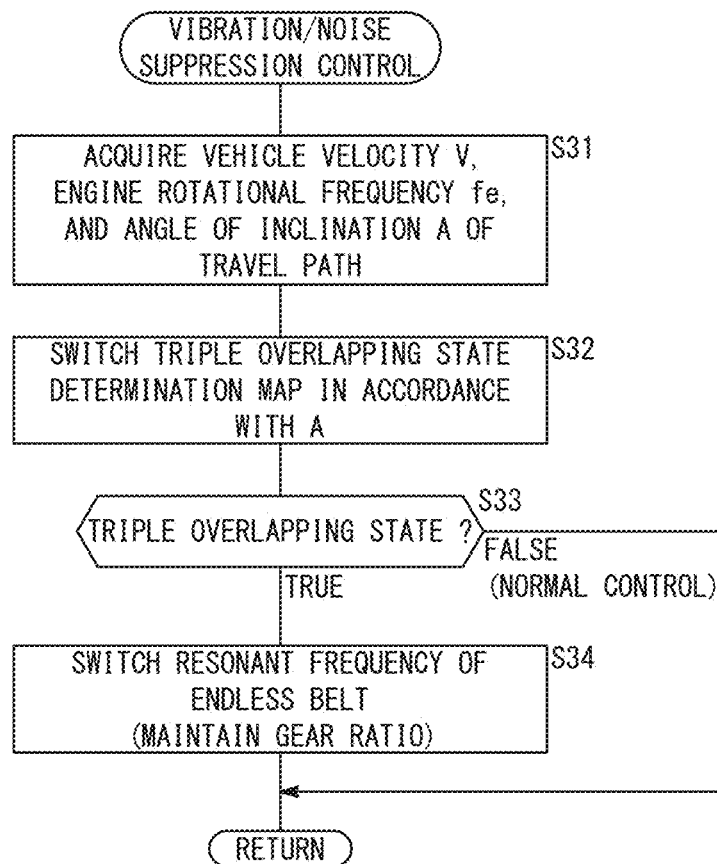 VIBRATION/NOISE
SUPPRESSION CONTROL
S31
ACQUIRE VEHICLE VELOCITY V,
ENGINE ROTATIONAL FREQUENCY fe,
AND ANGLE OF INCLINATION A OF
TRAVEL PATH
S32
SWITCH TRIPLE OVERLAPPING STATE
DETERMINATION MAP IN ACCORDANCE
WITH A
S33
TRIPLE OVERLAPPING STATE ?
FALSE
(NORMAL CONTROL)
TRUE
S34
SWITCH RESONANT FREQUENCY OF
ENDLESS BELT
(MAINTAIN GEAR RATIO)
RETURN